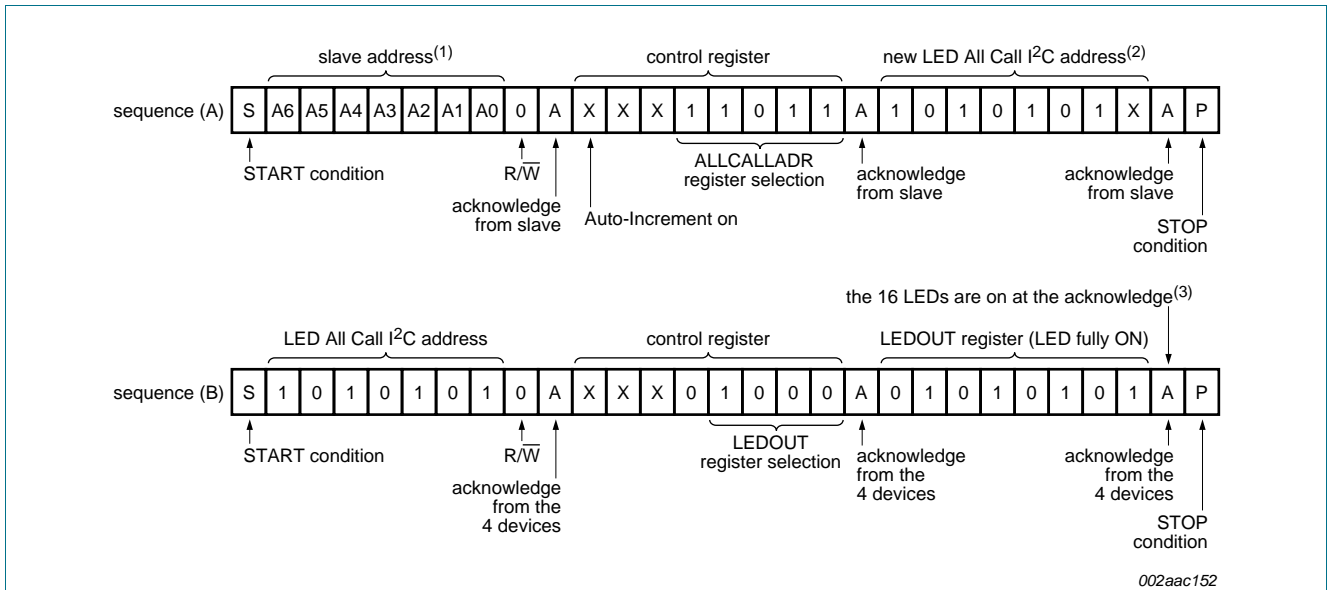 slave address(1)
control register
new LED All Call I2C address(2)
sequence (A) S A6 A5 A4 A3 A2 A1 A0 0 A X X X 1 1 0 1 1 A 1 0 1 0 1 0 1 X A P
START condition
R/W
acknowledge
from slave
Auto-Increment on
ALLCALLADR
register selection
acknowledge
from slave
acknowledge
from slave
STOP
condition
the 16 LEDs are on at the acknowledge(3)
LED All Call I2C address
control register
LEDOUT register (LED fully ON)
sequence (B) S 1 0 1 0 1 0 1 0 A X X X 0 1 0 0 0 A 0 1 0 1 0 1 0 1 A P
START condition
R/W
acknowledge
from the
4 devices
LEDOUT
register selection
acknowledge
from the
4 devices
acknowledge
from the
4 devices
STOP
condition
002aac152